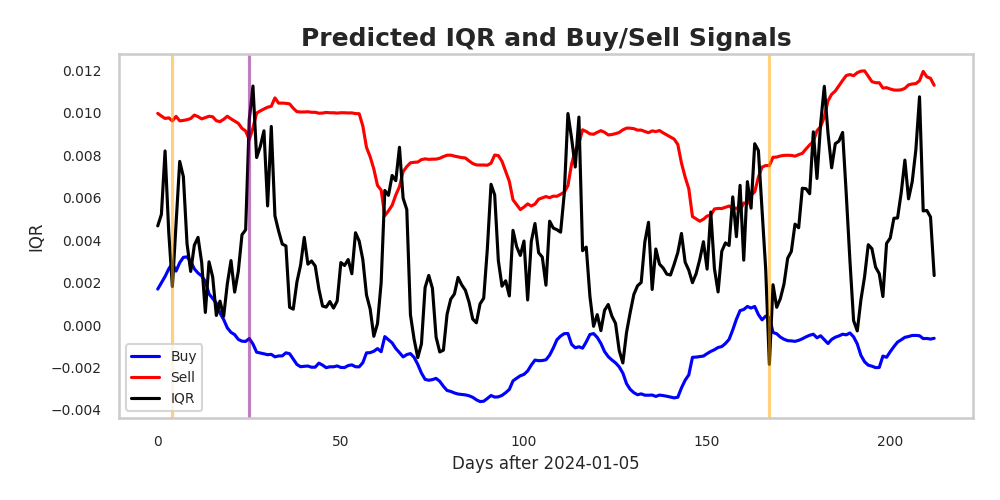 Predicted IQR and Buy/Sell Signals
IQR
0.012
0.010
0.008
0.006
0.004
0.002
0.000
−0.002
−0.004
Buy
Sell
IQR
0
50
100
150
200
Days after 2024-01-05